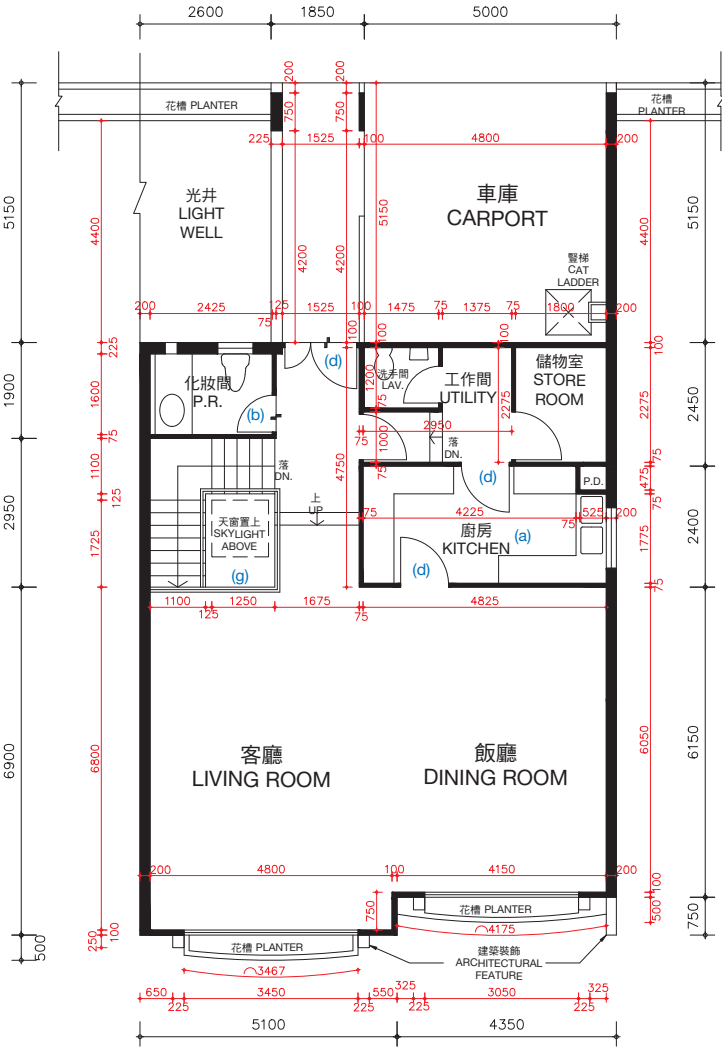 2600
1850
5000
花槽 PLANTER
花槽
PLANTER
200
750
200
750
225
1525
100
4800
200
光井
LIGHT
WELL
車庫
CARPORT
5150
4400
4200
4200
5150
4400
5150
豎梯
CAT
LADDER
200
2425
75
125
1525
100
1475
75
1375
75
1800
200
225
100
100
100
100
(d)
化妝間
P.R.
(b)
洗手間
LAV.
工作間
UTILITY
儲物室
STORE
ROOM
1900
1600
1200
75
2275
2275
2450
75
2950
75
1000
75
落
DN.
落
DN.
(d)
75
475
75
P.D.
2950
1100
125
1725
4750
上
UP
天窗置上
SKYLIGHT
ABOVE
(g)
75
4225
75
525
200
廚房
KITCHEN
(a)
(d)
1775
75
2400
1100
125
1250
1675
75
4825
6900
6800
客廳
LIVING ROOM
飯廳
DINING ROOM
6050
6150
200
4800
100
4150
200
750
100
500
750
花槽 PLANTER
4175
花槽 PLANTER
250
100
500
3467
建築裝飾
ARCHITECTURAL
FEATURE
650
225
3450
225
550
325
225
3050
225
325
5100
4350